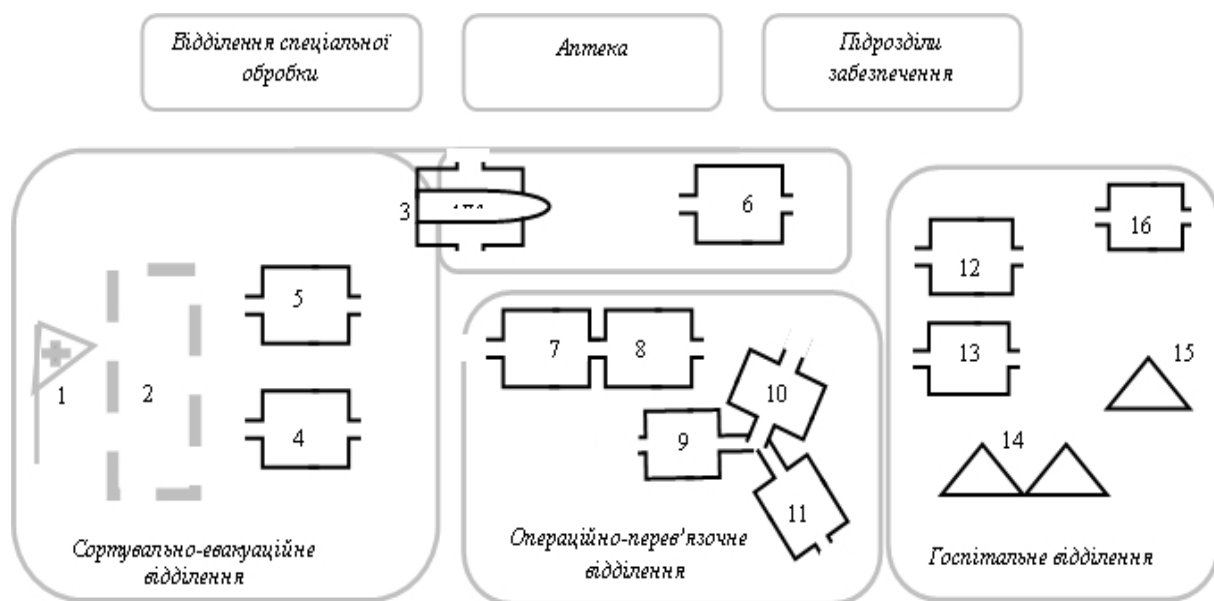 Відділення спеціальної
обробки
Аптека
Підрозділи
забезпечення
3
6
16
12
5
7
8
13
15
1
2
10
4
9
14
11
Сортувально-евакуаційне
відділення
Операційно-перев’язочне
відділення
Госпітальне відділення